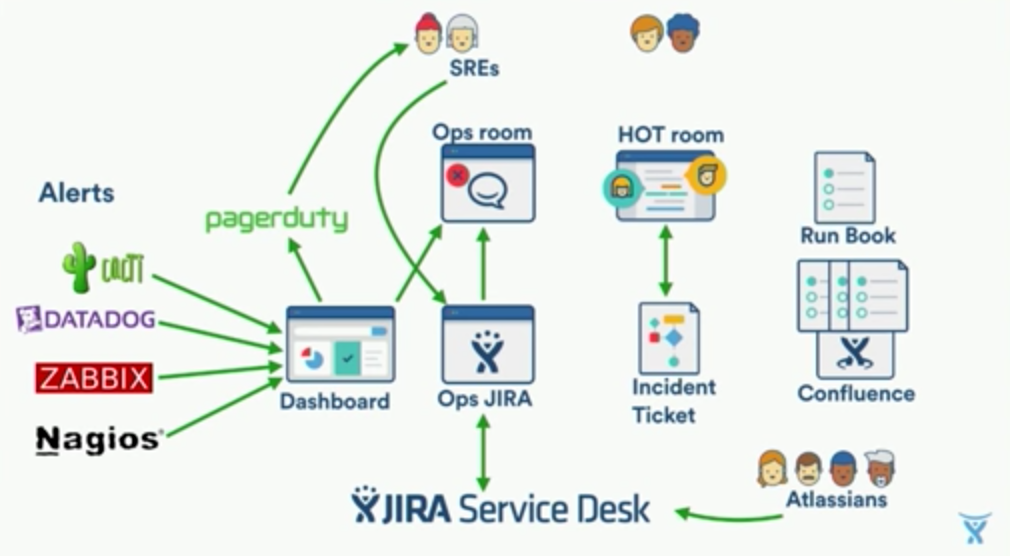 SREs
Ops room
HOT room
Alerts
pagerduty
Run Book
cacti
DATADOG
ZABBIX
Nagios®
Dashboard
Ops JIRA
Incident
Ticket
Confluence
JIRA Service Desk
Atlassians